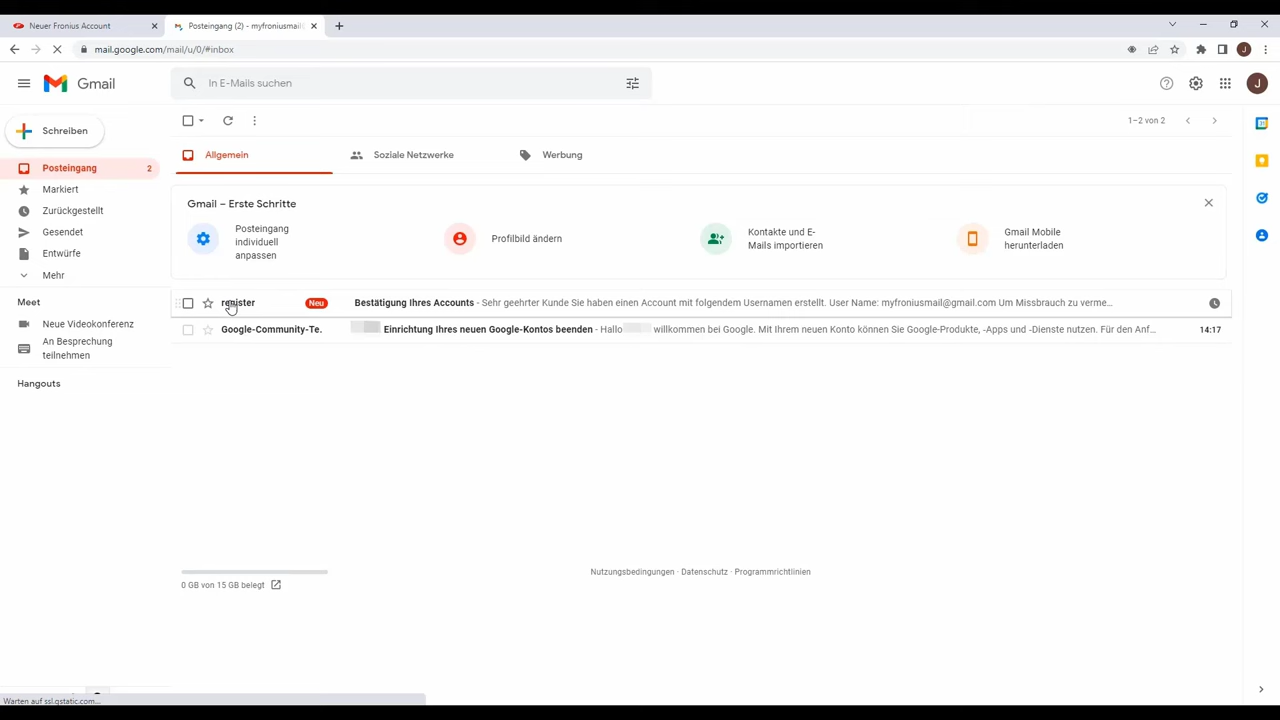 Neuer Fronius Account
Posteingang (2) - myfroniusmail
mail.google.com/mail/u/0/#inbox
J
Gmail
In E-Mails suchen
J
Schreiben
1–2 von 2
Posteingang 2
Allgemein
Soziale Netzwerke
Werbung
Markiert
Zurückgestellt
Gesendet
Entwürfe
Mehr
Gmail – Erste Schritte
Posteingang
individuell
anpassen
Profilbild ändern
Kontakte und E-
Mails importieren
Gmail Mobile
herunterladen
Meet
Neue Videokonferenz
An Besprechung
teilnehmen
Hangouts
register Neu Bestätigung Ihres Accounts - Sehr geehrter Kunde Sie haben einen Account mit folgendem Usernamen erstellt. User Name: myfroniusmail@gmail.com Um Missbrauch zu verme...
Google-Community-Te. Einrichtung Ihres neuen Google-Kontos beenden - Hallo willkommen bei Google. Mit Ihrem neuen Konto können Sie Google-Produkte, -Apps und -Dienste nutzen. Für den Anf... 14:17
0 GB von 15 GB belegt
Nutzungsbedingungen · Datenschutz · Programmrichtlinien
Warten auf ssl.gstatic.com...